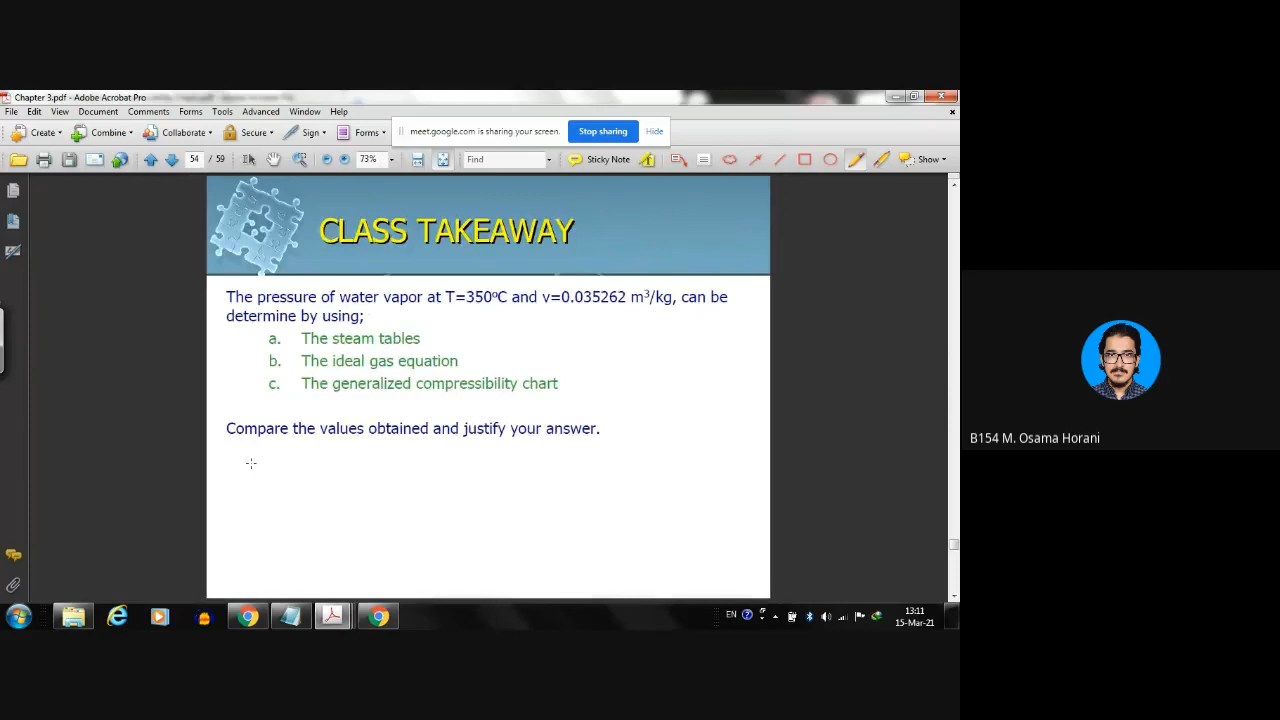 Chapter 3.pdf - Adobe Acrobat Pro
File Edit View Document Comments Forms Tools Advanced Window Help
meet.google.com is sharing your screen. Stop sharing Hide
Create Combine Collaborate Secure Sign Forms
54 / 59 73% Find Sticky Note Show
CLASS TAKEAWAY
The pressure of water vapor at T=350ºC and v=0.035262 m³/kg, can be
determine by using;
a. The steam tables
b. The ideal gas equation
c. The generalized compressibility chart
Compare the values obtained and justify your answer.
B154 M. Osama Horani
EN 13:11
15-Mar-21